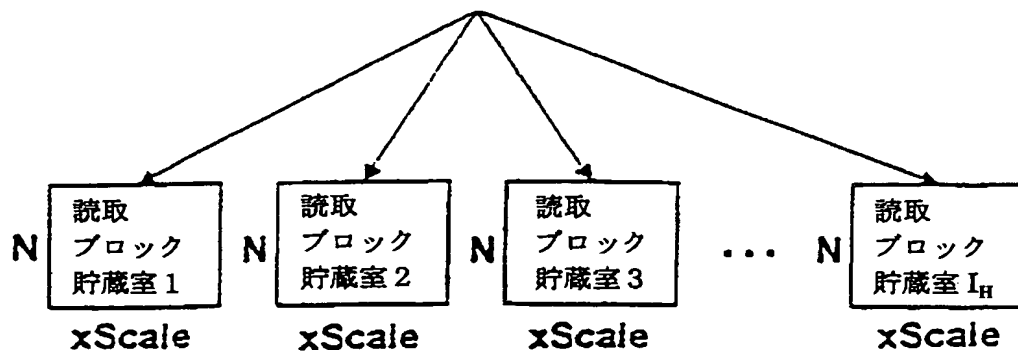 N
読取
ブロック
貯蔵室1
xScale
N
読取
ブロック
貯蔵室2
xScale
N
読取
ブロック
貯蔵室3
xScale
...
N
読取
ブロック
貯蔵室 I_H
xScale